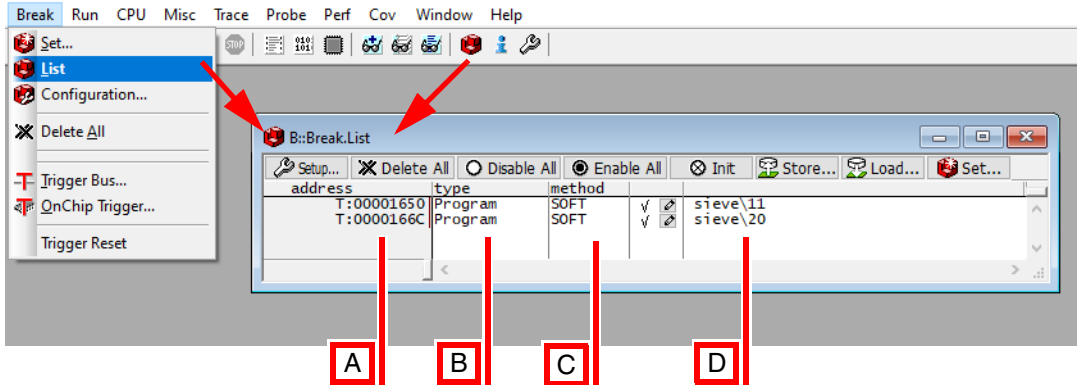 Break Run CPU Misc Trace Probe Perf Cov Window Help
Set...
STOP
List
Configuration...
Delete All
B::Break.List
Setup... Delete All Disable All Enable All Init Store... Load... Set...
address type method
Trigger Bus...
T:00001650 Program SOFT √ sieve\11
OnChip Trigger...
T:0000166C Program SOFT √ sieve\20
Trigger Reset
A B C D